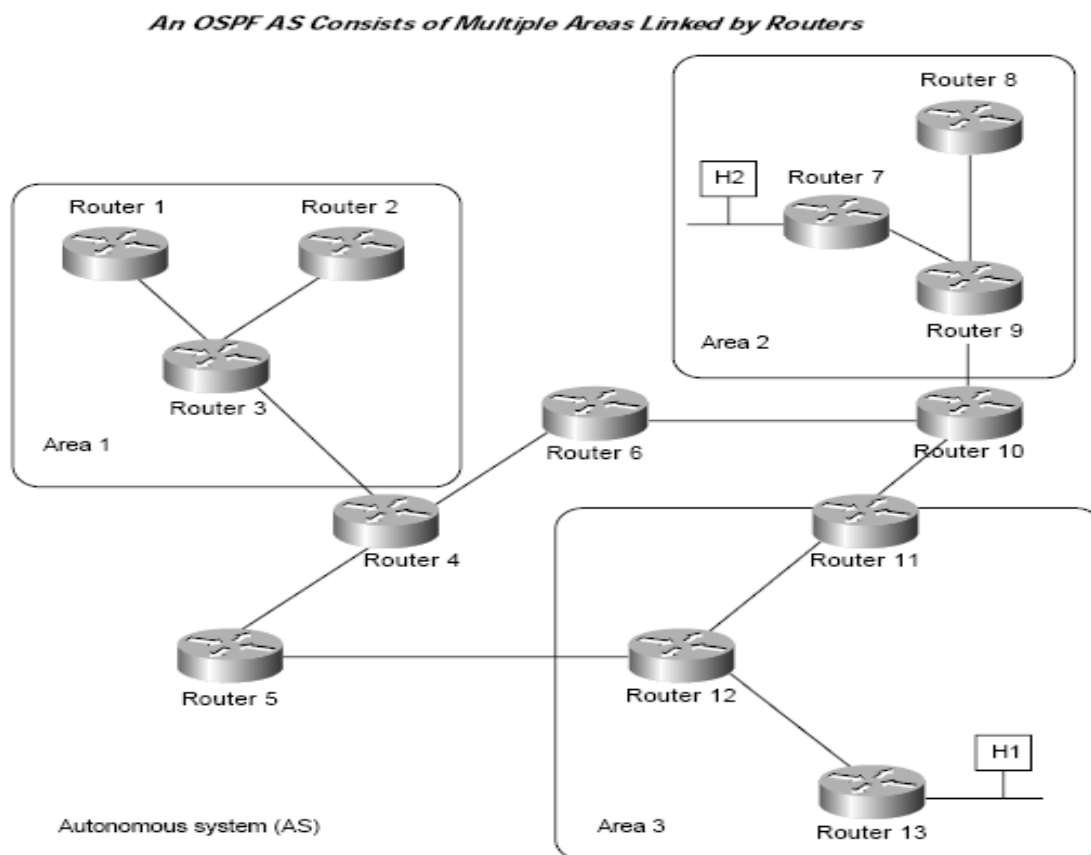 An OSPF AS Consists of Multiple Areas Linked by Routers
Router 8
H2
Router 7
Router 1
Router 2
Router 9
Area 2
Router 3
Area 1
Router 6
Router 10
Router 4
Router 11
Router 5
Router 12
H1
Autonomous system (AS)
Area 3
Router 13